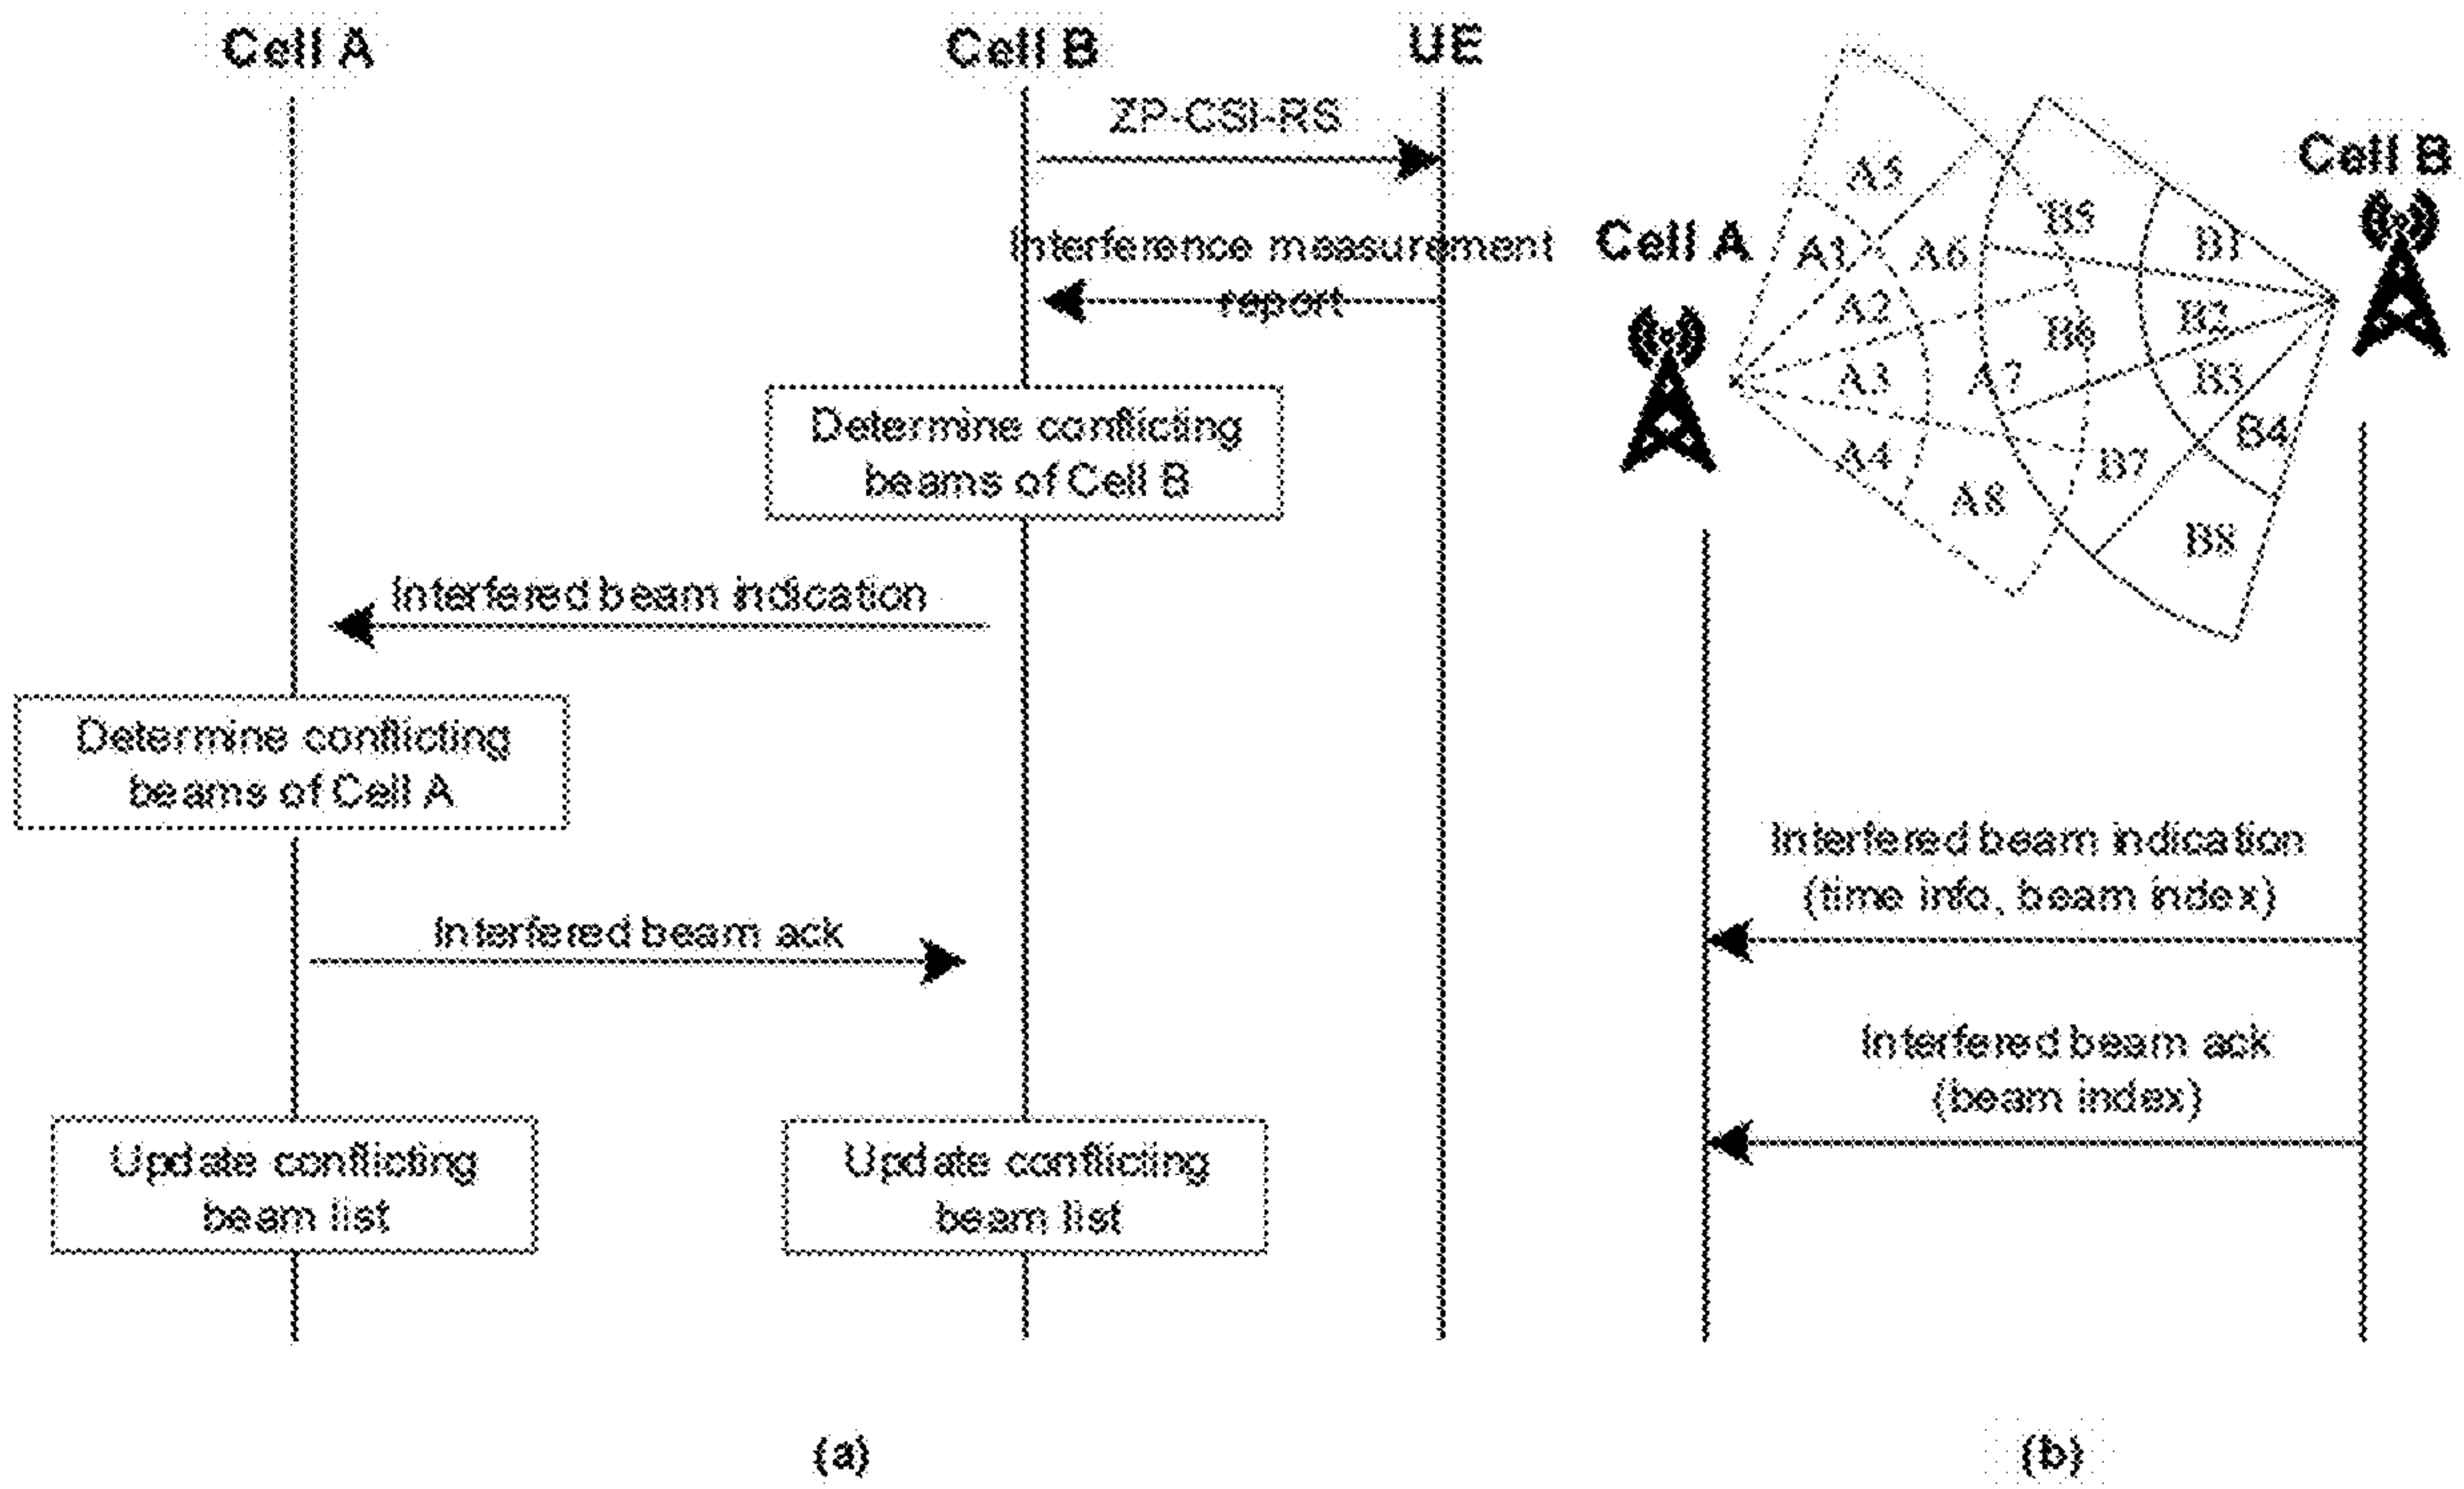 Cell A
Cell B
UE
ZP-CSI-RS
Interference measurement
report
Determine conflicting
beams of Cell B
Interfered beam indication
Determine conflicting
beams of Cell A
Interfered beam ack
Update conflicting
beam list
Update conflicting
beam list
(a)
Cell A
Cell B
A5
A1
A6
A2
A3
A7
A4
A8
B5
B1
B2
B6
B3
B4
B7
B8
Interfered beam indication
(time info, beam index)
Interfered beam ack
(beam index)
(b)